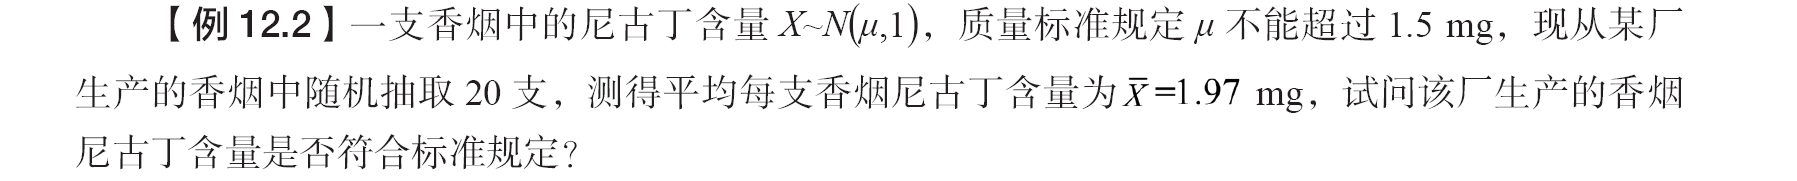 【例 12.2】一支香烟中的尼古丁含量 X~N(μ,1)，质量标准规定 μ 不能超过 1.5 mg，现从某厂
生产的香烟中随机抽取 20 支，测得平均每支香烟尼古丁含量为 X̄=1.97 mg，试问该厂生产的香烟
尼古丁含量是否符合标准规定？